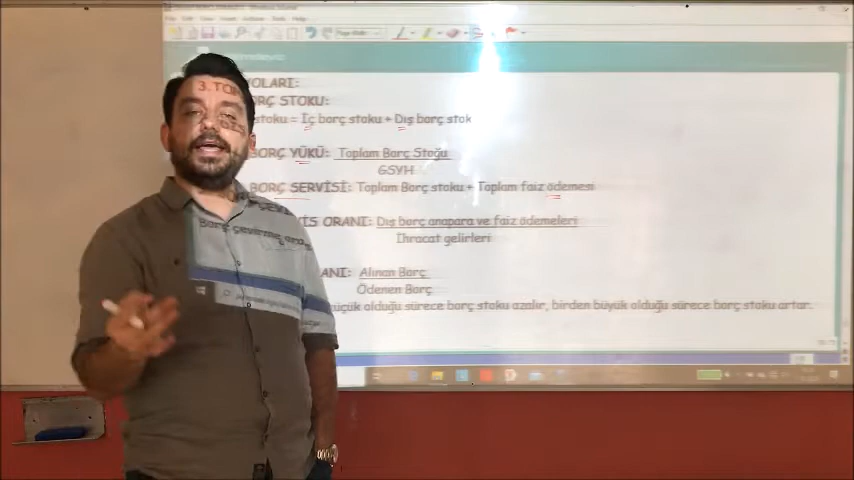 OLARI:
3. TO
RÇ STOKU:
stoku = İç borç stoku + Dış borç stok
BORÇ YÜKÜ: Toplam Borç Stoğu
GSYH
BORÇ SERVİSİ: Toplam Borç stoku + Toplam faiz ödemesi
İS ORANI: Dış borç anapara ve faiz ödemeleri
İhracat gelirleri
Borç çevirme
ANI: Alınan Borç
Ödenen Borç
küçük olduğu sürece borç stoku azalır, birden büyük olduğu sürece borç stoku artar.